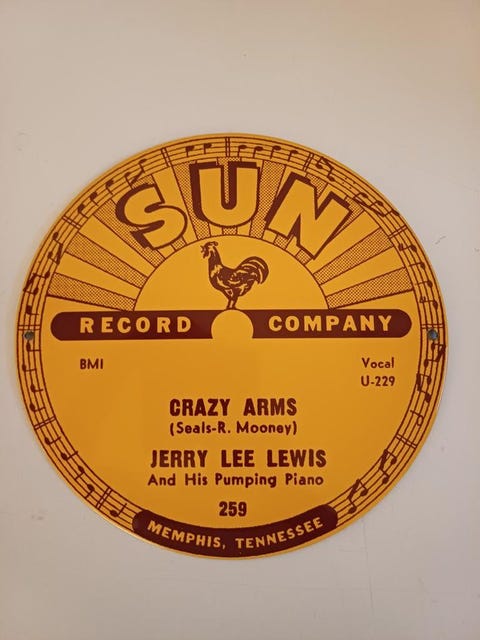 SUN
RECORD COMPANY
BMI
Vocal
U-229
CRAZY ARMS
(Seals-R. Mooney)
JERRY LEE LEWIS
And His Pumping Piano
259
MEMPHIS, TENNESSEE